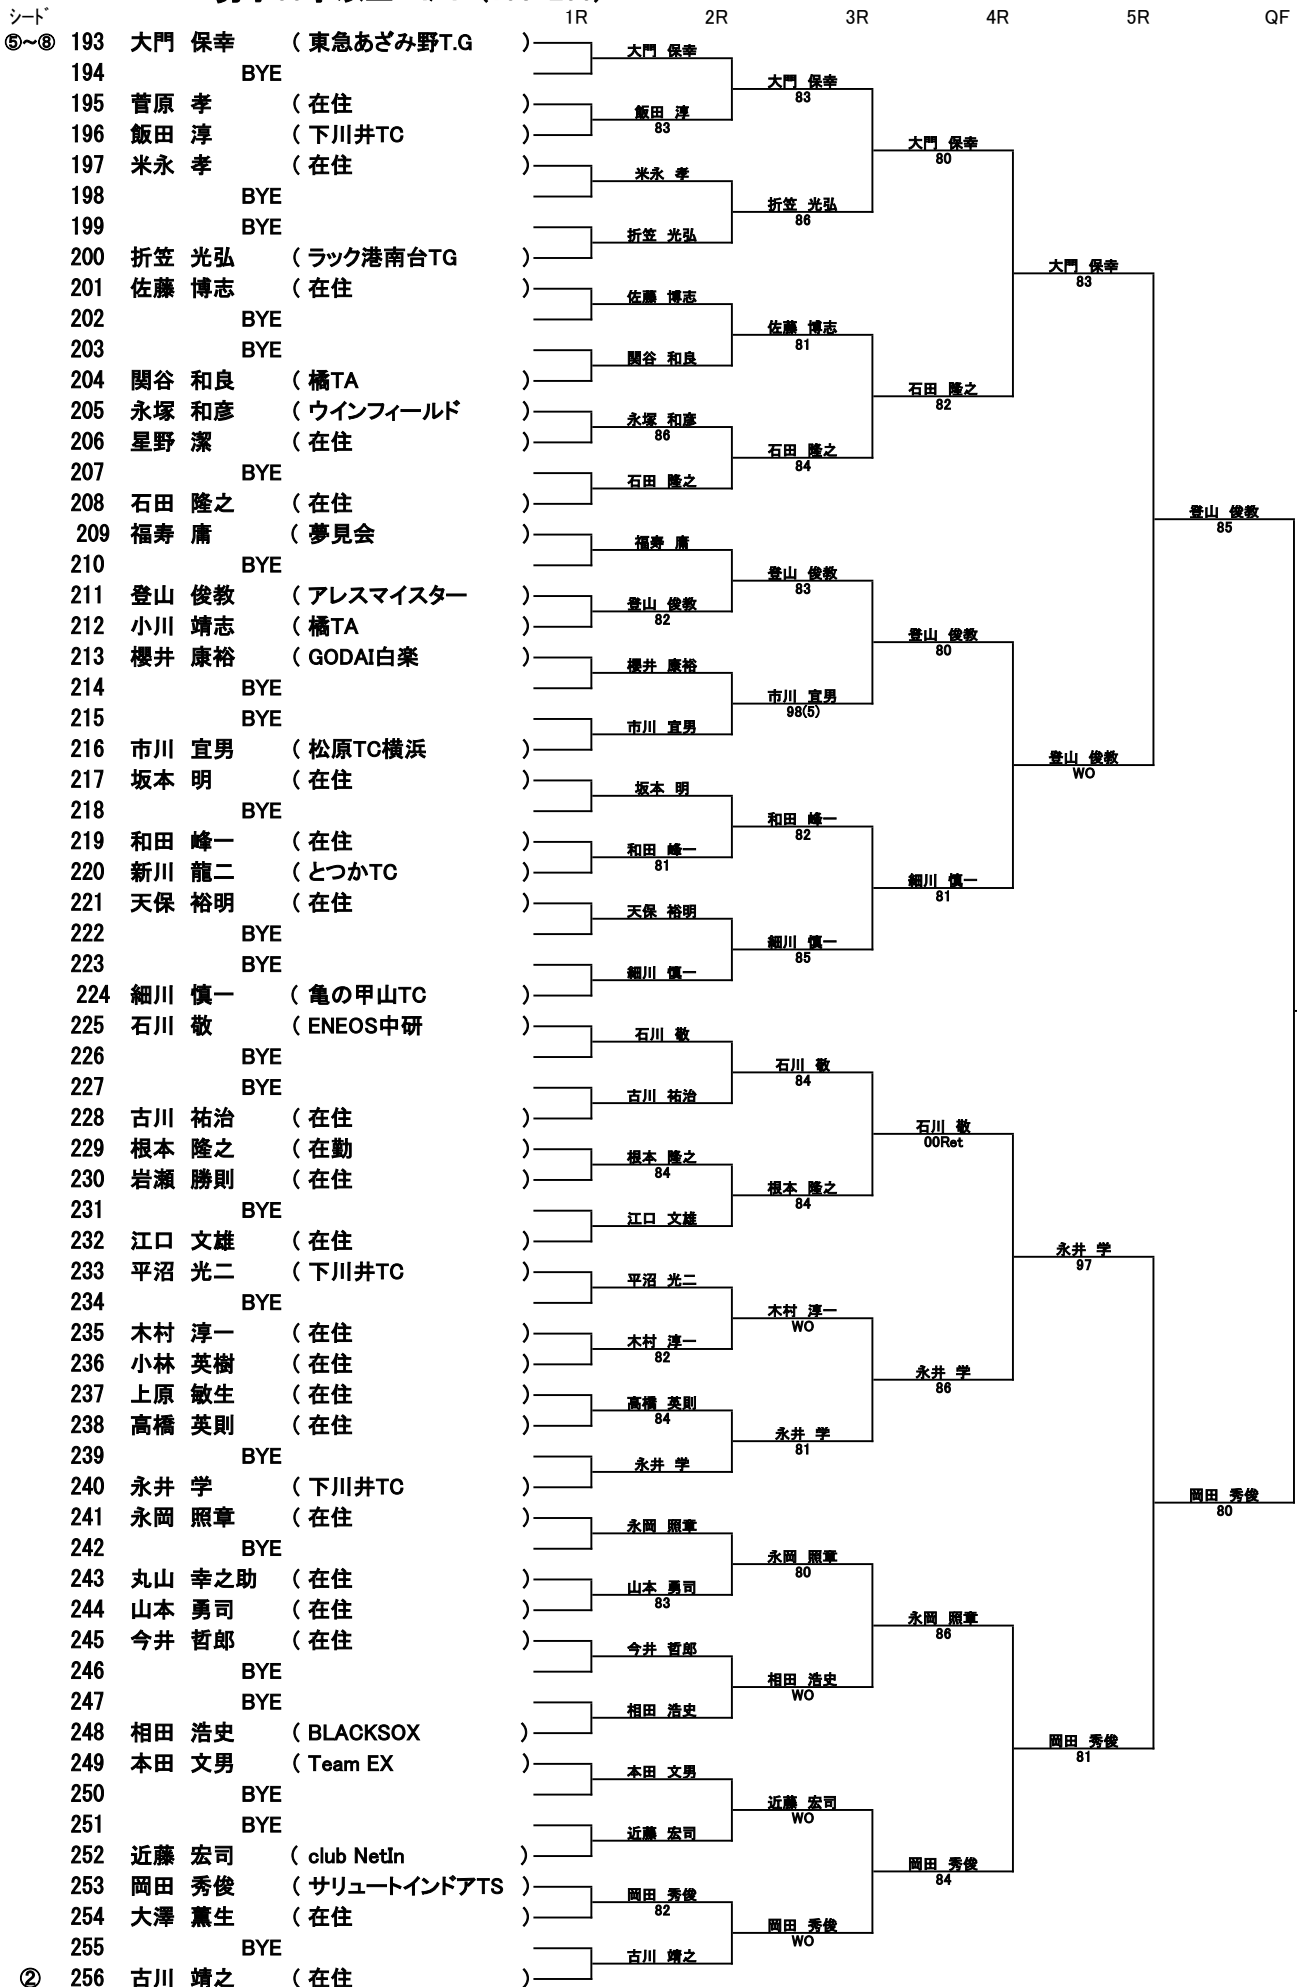 シード 1R 2R 3R 4R 5R QF
⑤~⑧ 193 大門 保幸 ( 東急あざみ野T.G )
194 BYE
195 菅原 孝 ( 在住 )
196 飯田 淳 ( 下川井TC )
197 米永 孝 ( 在住 )
198 BYE
199 BYE
200 折笠 光弘 ( ラック港南台TG )
201 佐藤 博志 ( 在住 )
202 BYE
203 BYE
204 関谷 和良 ( 橘TA )
205 永塚 和彦 ( ウインフィールド )
206 星野 潔 ( 在住 )
207 BYE
208 石田 隆之 ( 在住 )
209 福寿 庸 ( 夢見会 )
210 BYE
211 登山 俊教 ( アレスマイスター )
212 小川 靖志 ( 橘TA )
213 櫻井 康裕 ( GODAI白楽 )
214 BYE
215 BYE
216 市川 宜男 ( 松原TC横浜 )
217 坂本 明 ( 在住 )
218 BYE
219 和田 峰一 ( 在住 )
220 新川 龍二 ( とつかTC )
221 天保 裕明 ( 在住 )
222 BYE
223 BYE
224 細川 慎一 ( 亀の甲山TC )
225 石川 敬 ( ENEOS中研 )
226 BYE
227 BYE
228 古川 祐治 ( 在住 )
229 根本 隆之 ( 在勤 )
230 岩瀬 勝則 ( 在住 )
231 BYE
232 江口 文雄 ( 在住 )
233 平沼 光二 ( 下川井TC )
234 BYE
235 木村 淳一 ( 在住 )
236 小林 英樹 ( 在住 )
237 上原 敏生 ( 在住 )
238 高橋 英則 ( 在住 )
239 BYE
240 永井 学 ( 下川井TC )
241 永岡 照章 ( 在住 )
242 BYE
243 丸山 幸之助 ( 在住 )
244 山本 勇司 ( 在住 )
245 今井 哲郎 ( 在住 )
246 BYE
247 BYE
248 相田 浩史 ( BLACKSOX )
249 本田 文男 ( Team EX )
250 BYE
251 BYE
252 近藤 宏司 ( club NetIn )
253 岡田 秀俊 ( サリュートインドアTS )
254 大澤 薫生 ( 在住 )
255 BYE
② 256 古川 靖之 ( 在住 )
大門 保幸
飯田 淳
83
米永 孝
折笠 光弘
佐藤 博志
関谷 和良
永塚 和彦
86
石田 隆之
福寿 庸
登山 俊教
82
櫻井 康裕
市川 宜男
坂本 明
和田 峰一
81
天保 裕明
細川 慎一
石川 敬
古川 祐治
根本 隆之
84
江口 文雄
平沼 光二
木村 淳一
82
高橋 英則
84
永井 学
永岡 照章
山本 勇司
83
今井 哲郎
相田 浩史
本田 文男
近藤 宏司
岡田 秀俊
82
古川 靖之
大門 保幸
83
折笠 光弘
86
佐藤 博志
81
石田 隆之
84
登山 俊教
83
市川 宜男
98(5)
和田 峰一
82
細川 慎一
85
石川 敬
84
根本 隆之
84
木村 淳一
WO
永井 学
81
永岡 照章
80
相田 浩史
WO
近藤 宏司
WO
岡田 秀俊
WO
大門 保幸
80
石田 隆之
82
登山 俊教
80
細川 慎一
81
石川 敬
00Ret
永井 学
86
永岡 照章
86
岡田 秀俊
84
大門 保幸
83
登山 俊教
WO
永井 学
97
岡田 秀俊
81
登山 俊教
85
岡田 秀俊
80